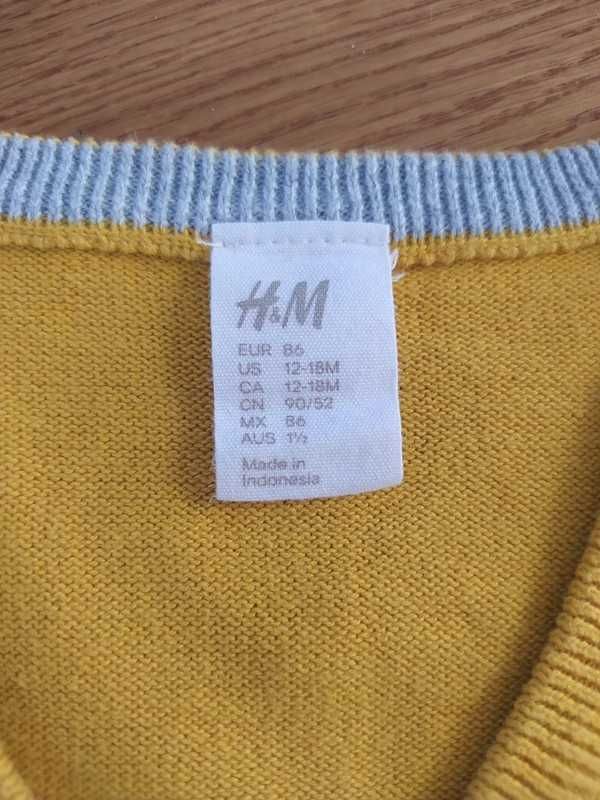 H&M
EUR 86
US 12-18M
CA 12-18M
CN 90/52
MX 86
AUS 1½
Made in
Indonesia